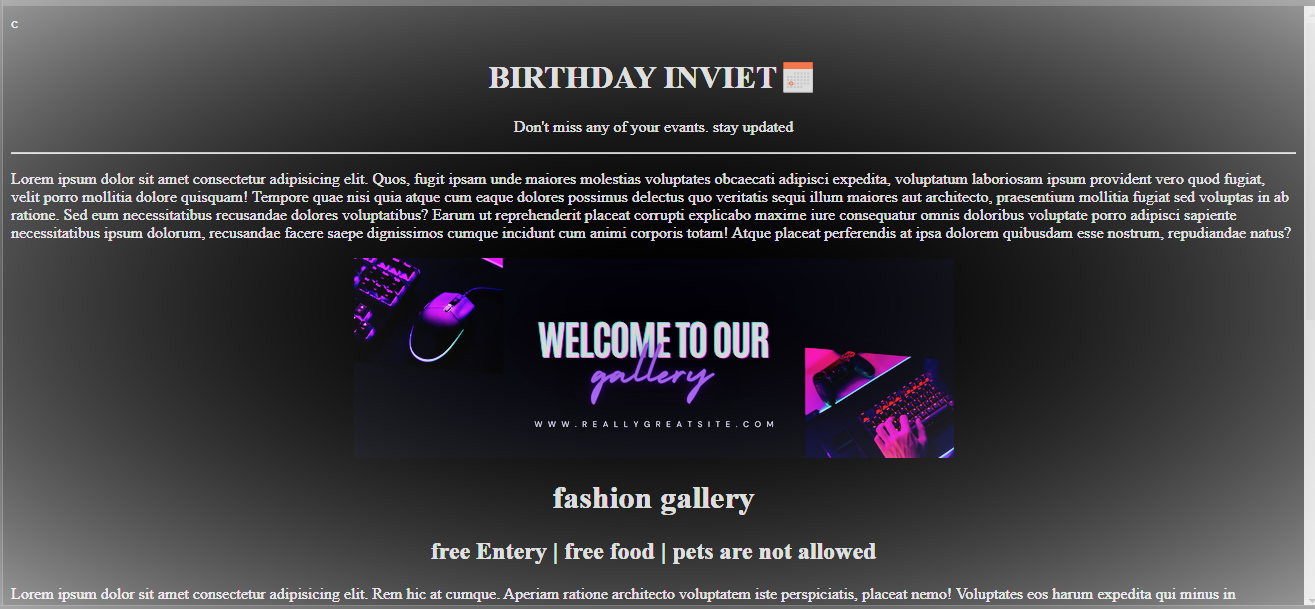 c
BIRTHDAY INVIET
Don't miss any of your evants. stay updated
Lorem ipsum dolor sit amet consectetur adipisicing elit. Quos, fugit ipsam unde maiores molestias voluptates obcaecati adipisci expedita, voluptatum laboriosam ipsum provident vero quod fugiat,
velit porro mollitia dolore quisquam! Tempore quae nisi quia atque cum eaque dolores possimus delectus quo veritatis sequi illum maiores aut architecto, praesentium mollitia fugiat sed voluptas in ab
ratione. Sed eum necessitatibus recusandae dolores voluptatibus? Earum ut reprehenderit placeat corrupti explicabo maxime iure consequatur omnis doloribus voluptate porro adipisci sapiente
necessitatibus ipsum dolorum, recusandae facere saepe dignissimos cumque incidunt cum animi corporis totam! Atque placeat perferendis at ipsa dolorem quibusdam esse nostrum, repudiandae natus?
WELCOME TO OUR
gallery
WWW.REALLYGREATSITE.COM
fashion gallery
free Entery | free food | pets are not allowed
Lorem ipsum dolor sit amet consectetur adipisicing elit. Rem hic at cumque. Aperiam ratione architecto voluptatem iste perspiciatis, placeat nemo! Voluptates eos harum expedita qui minus in